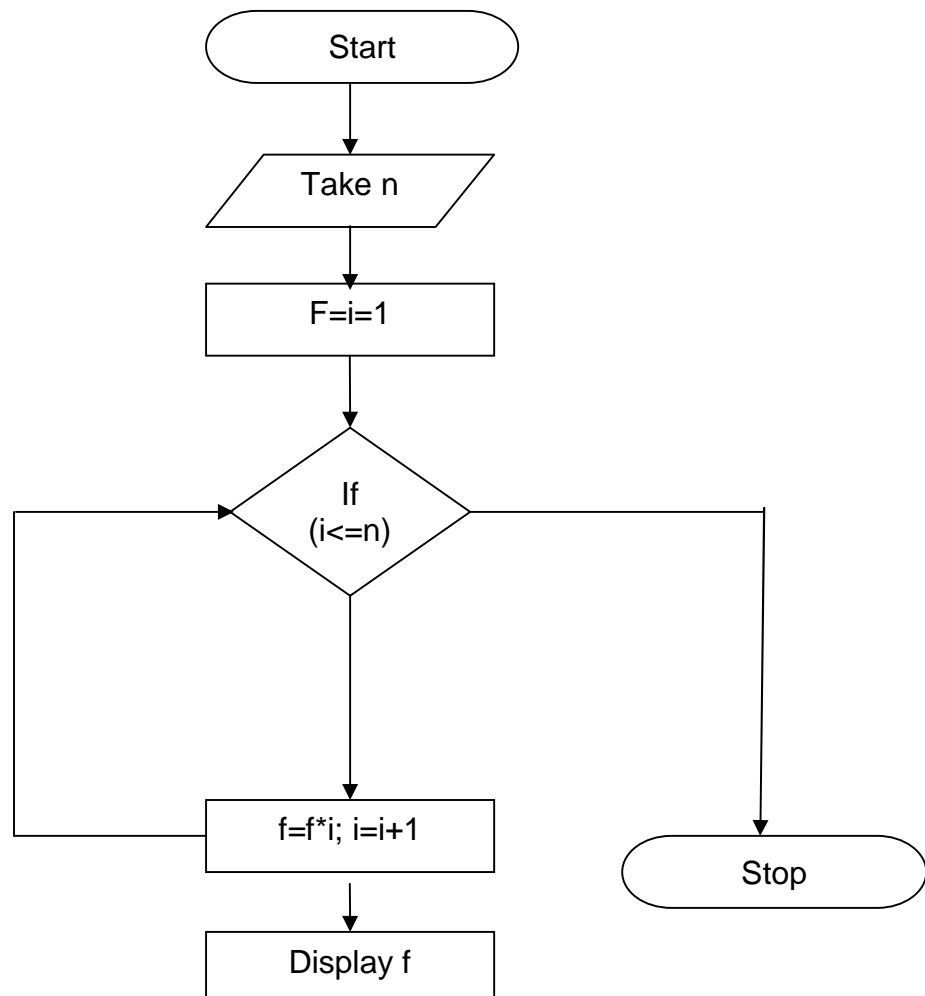 Start
Take n
F=i=1
If
(i<=n)
f=f*i; i=i+1
Stop
Display f